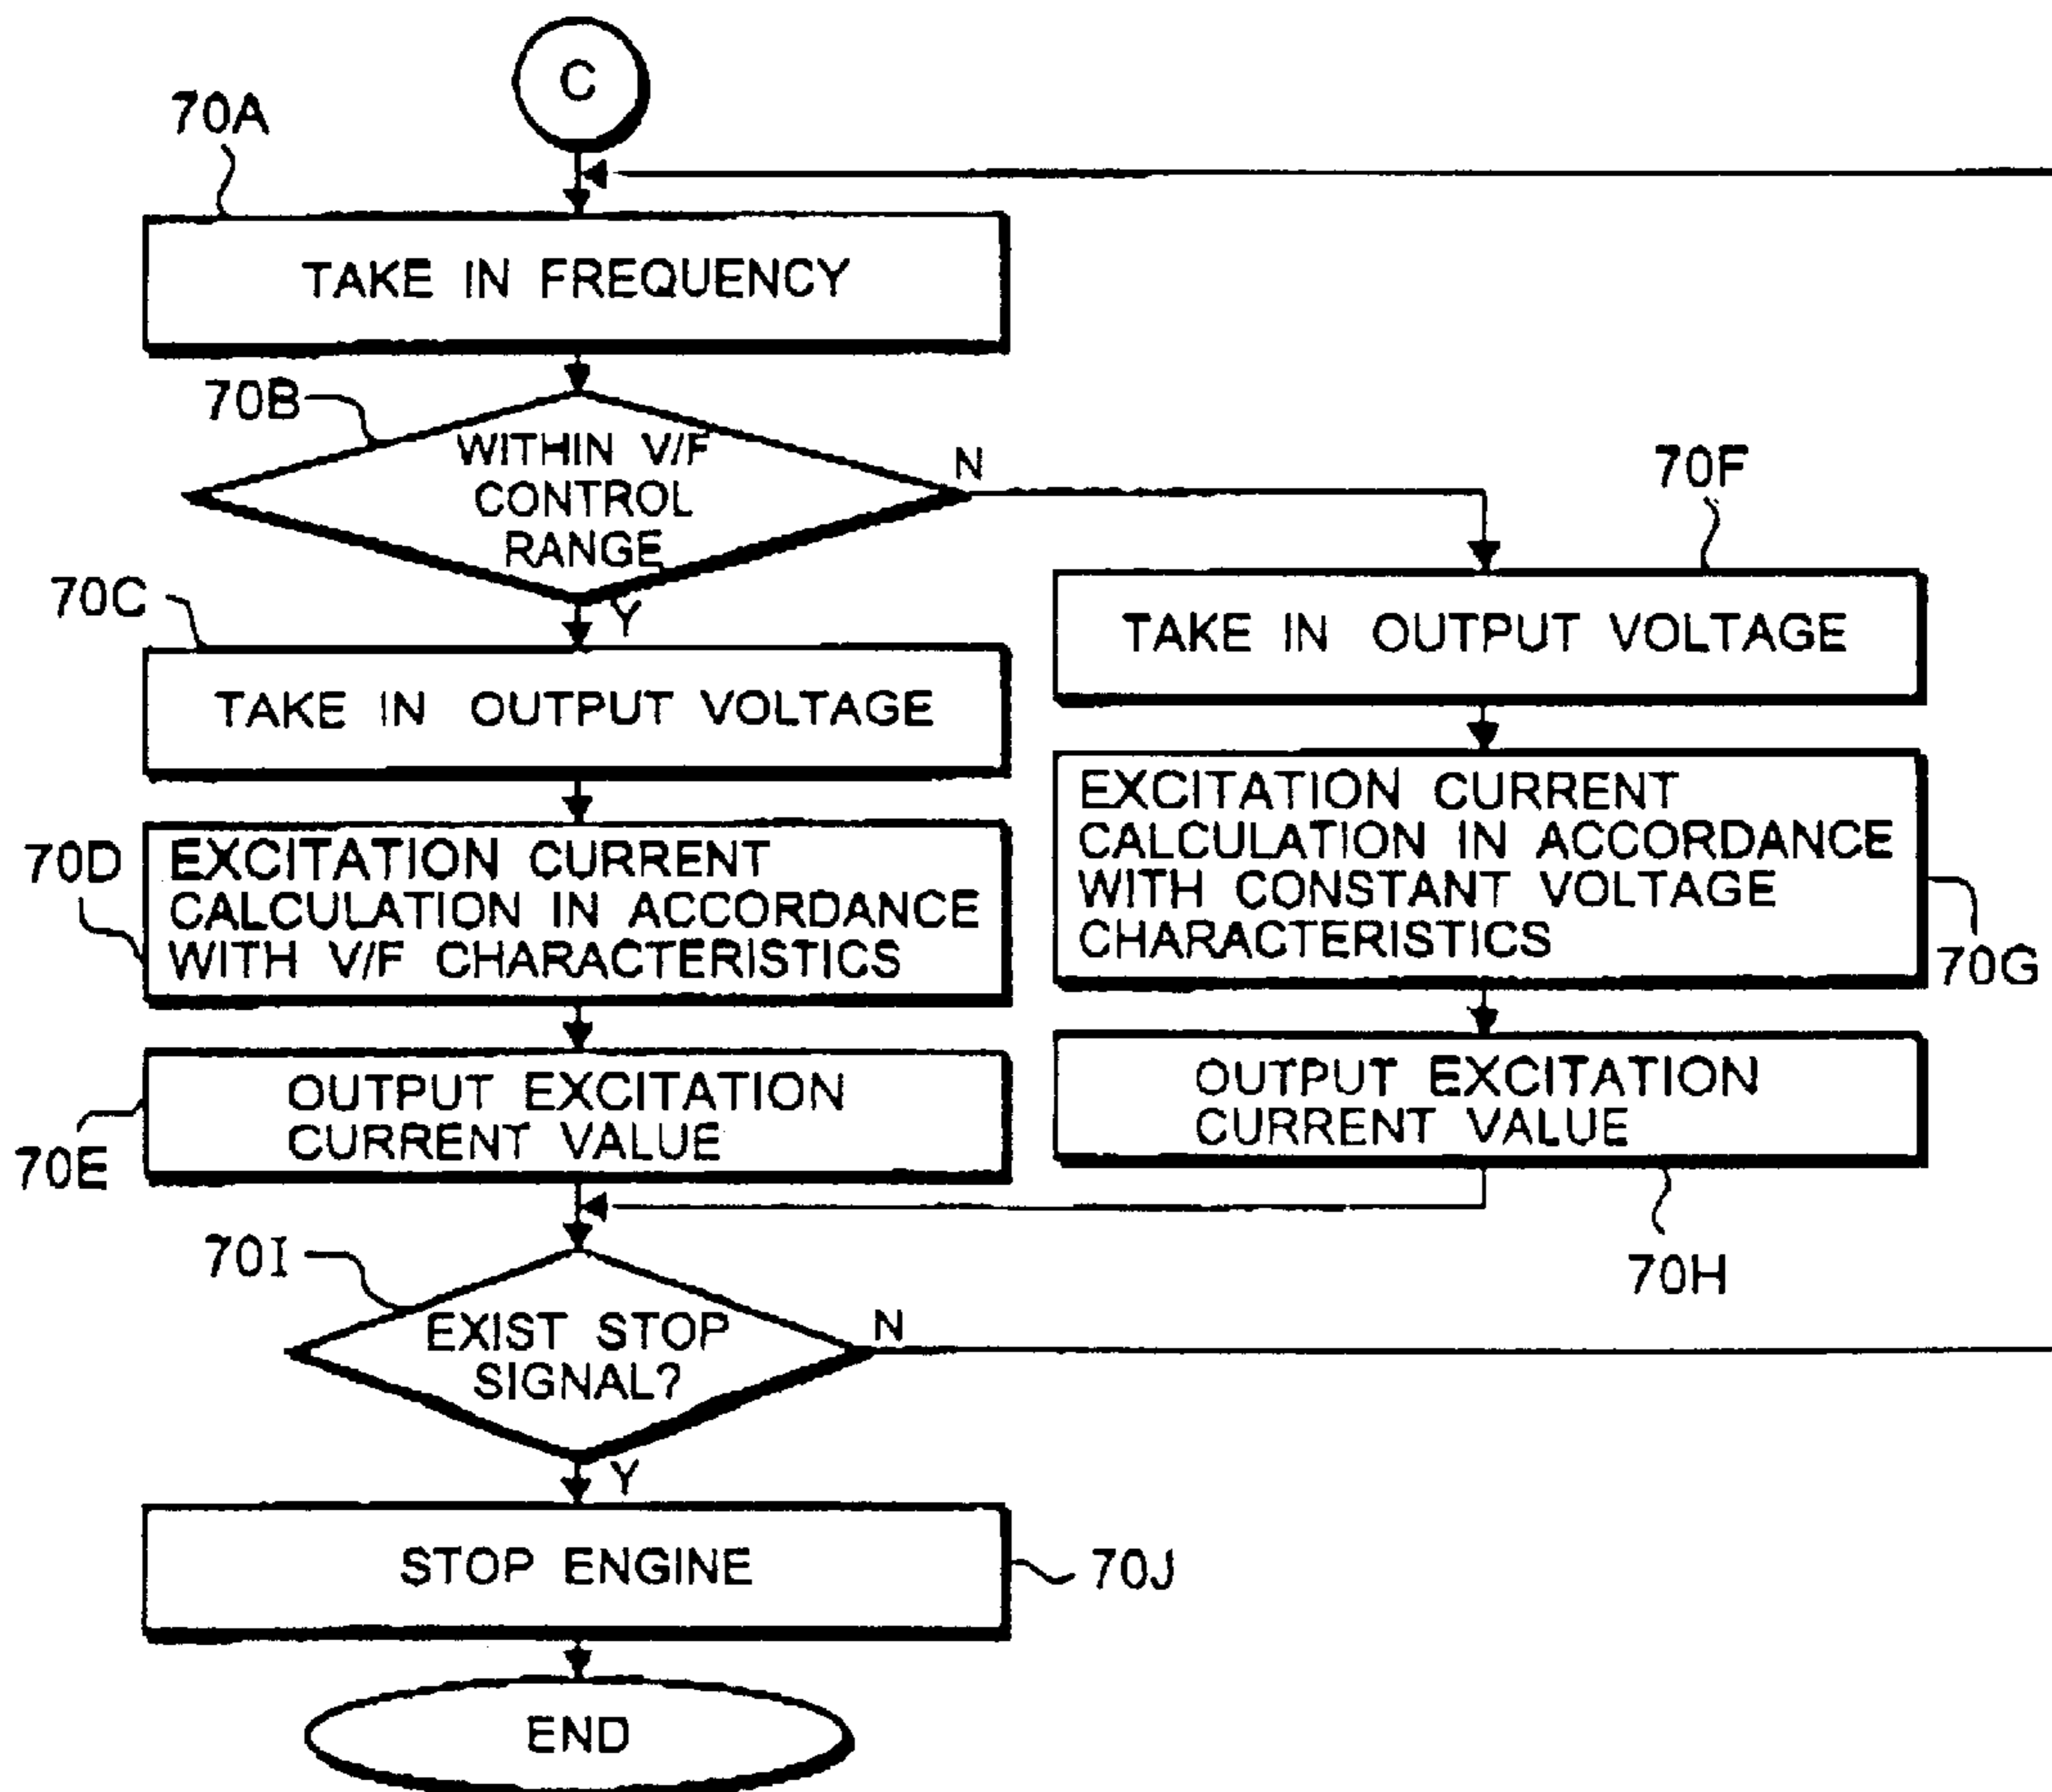 C
70A
TAKE IN FREQUENCY
70B
WITHIN V/F
CONTROL
RANGE
N
Y
70C
TAKE IN OUTPUT VOLTAGE
70F
TAKE IN OUTPUT VOLTAGE
70D
EXCITATION CURRENT
CALCULATION IN ACCORDANCE
WITH V/F CHARACTERISTICS
EXCITATION CURRENT
CALCULATION IN ACCORDANCE
WITH CONSTANT VOLTAGE
CHARACTERISTICS
70G
OUTPUT EXCITATION
CURRENT VALUE
70E
OUTPUT EXCITATION
CURRENT VALUE
70H
70I
EXIST STOP
SIGNAL?
N
Y
STOP ENGINE
70J
END